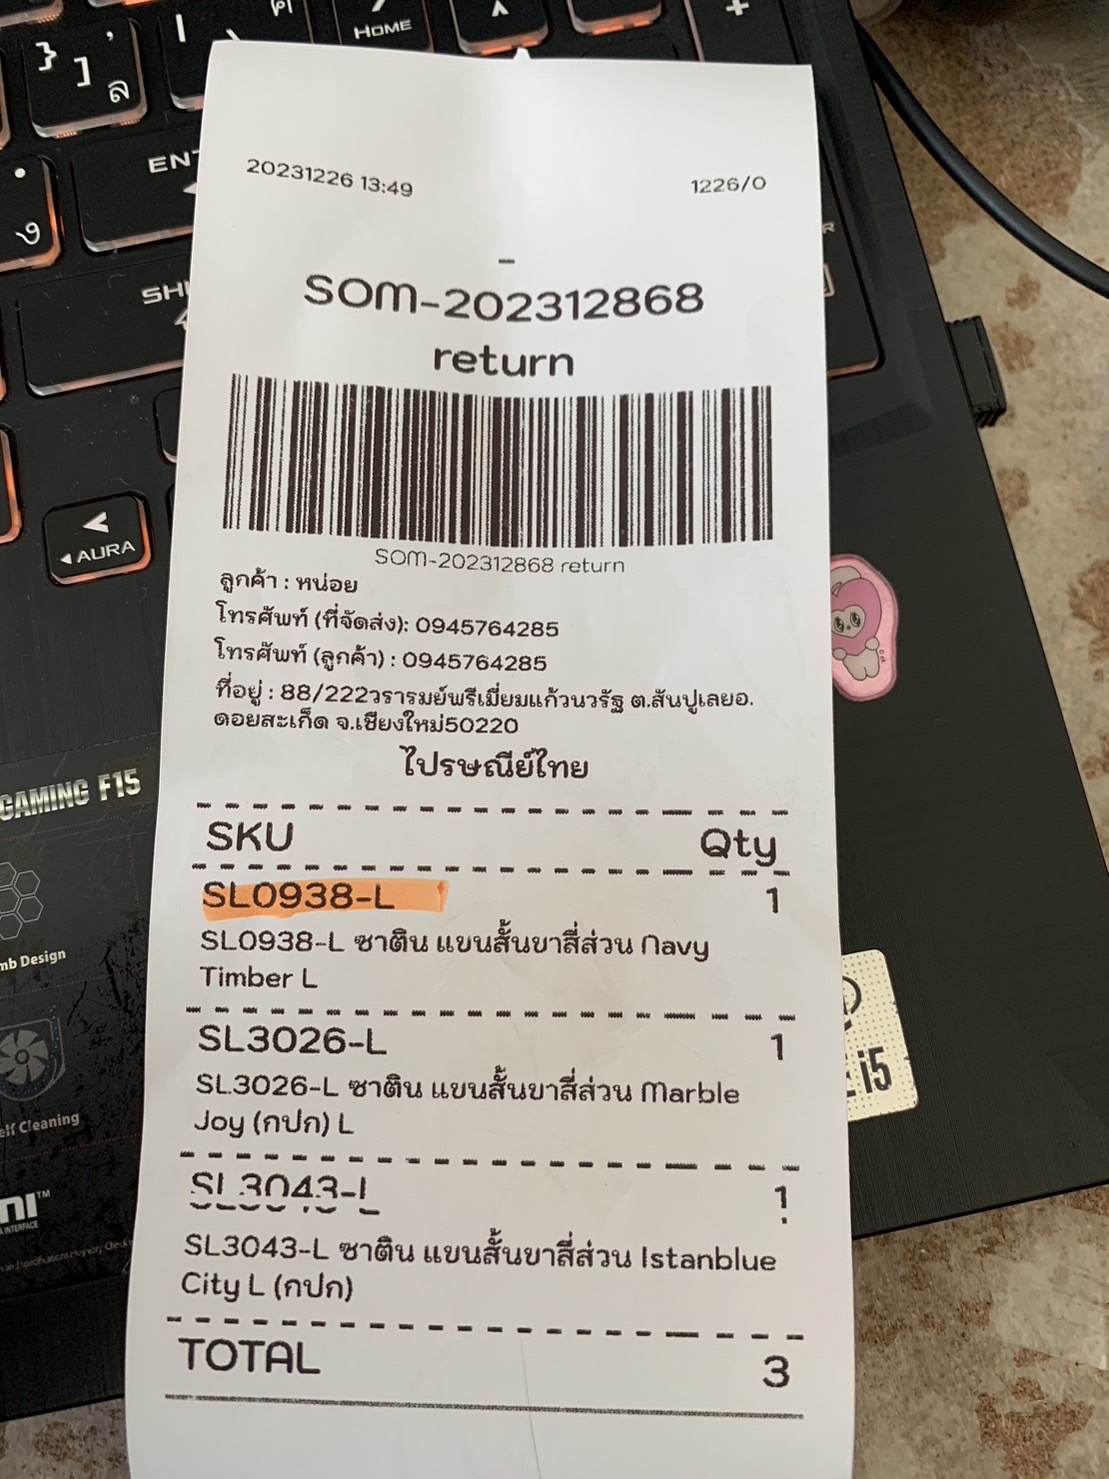 }
]
ล
HOME
+
ENT
SHI
AURA
20231226 13:49
1226/0
SOM-202312868
return
SOM-202312868 return
ลูกค้า : หน่อย
โทรศัพท์ (ที่จัดส่ง): 0945764285
โทรศัพท์ (ลูกค้า) : 0945764285
ที่อยู่ : 88/222วรารมย์พรีเมี่ยมแก้วนวรัฐ ต.สันปูเลยอ.
ดอยสะเก็ด จ.เชียงใหม่50220
ไปรษณีย์ไทย
SKU Qty
SL0938-L 1
SL0938-L ซาติน แขนสั้นขาสี่ส่วน Navy
Timber L
SL3026-L 1
SL3026-L ซาติน แขนสั้นขาสี่ส่วน Marble
Joy (กปก) L
SL3043-L 1
SL3043-L ซาติน แขนสั้นขาสี่ส่วน Istanblue
City L (กปก)
TOTAL 3
GAMING F15
mb Design
elf Cleaning
i5